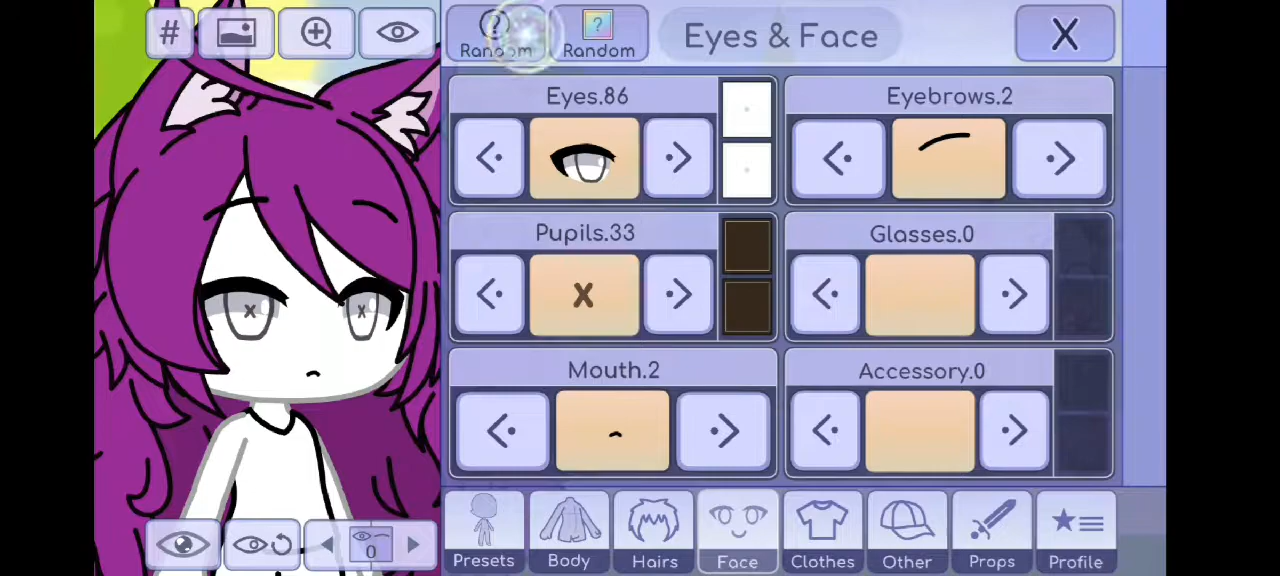 #
?
Random
?
Random
Eyes & Face
X
Eyes.86
Eyebrows.2
Pupils.33
Glasses.0
x
Mouth.2
Accessory.0
0
Presets
Body
Hairs
Face
Clothes
Other
Props
Profile